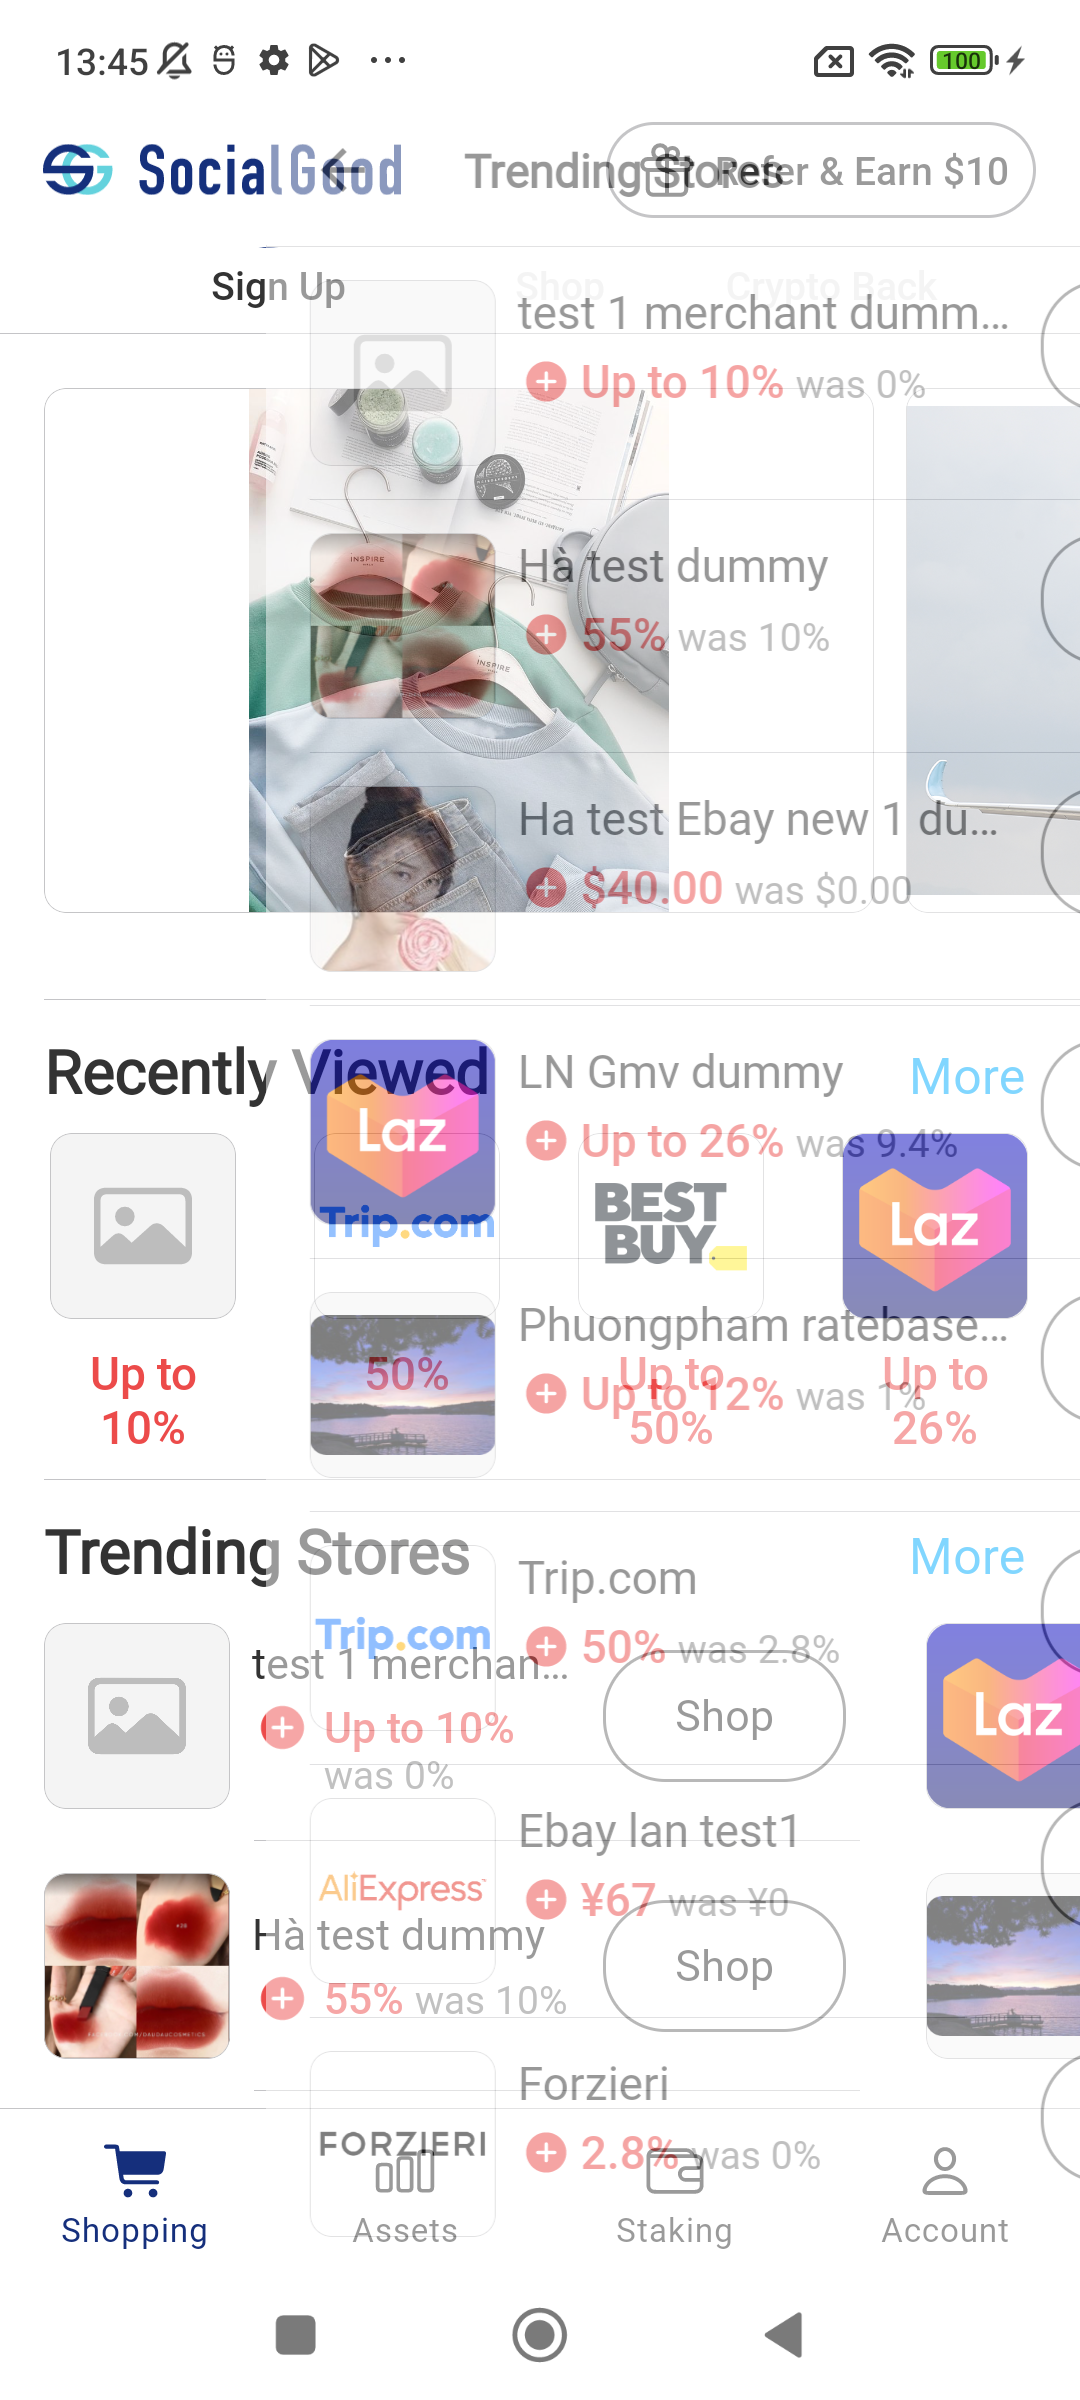 13:45
100
SocialGood
Trending Stores
Refer & Earn $10
Sign Up
Shop
Crypto Back
test 1 merchant dumm...
Up to 10% was 0%
INSPIRE
Hà test dummy
55% was 10%
INSPIRE
Ha test Ebay new 1 du...
$40.00 was $0.00
Recently Viewed
More
LN Gmv dummy
Up to 26% was 9.4%
Laz
Trip.com
BEST
BUY
Laz
Phuongpham ratebase...
Up to 12% was 1%
Up to
10%
50%
Up to
50%
Up to
26%
Trending Stores
More
Trip.com
50% was 2.8%
Trip.com
test 1 merchan...
Up to 10%
was 0%
Shop
Laz
Ebay lan test1
¥67 was ¥0
AliExpress
Hà test dummy
55% was 10%
Shop
Forzieri
2.8% was 0%
FORZIERI
Shopping
Assets
Staking
Account